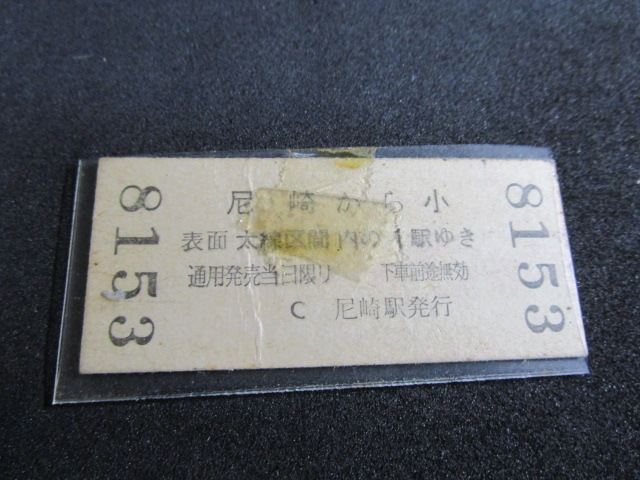 8153
尼崎から小
表面太線区間内の1駅ゆき
通用発売当日限り 下車前途無効
C 尼崎駅発行
8153